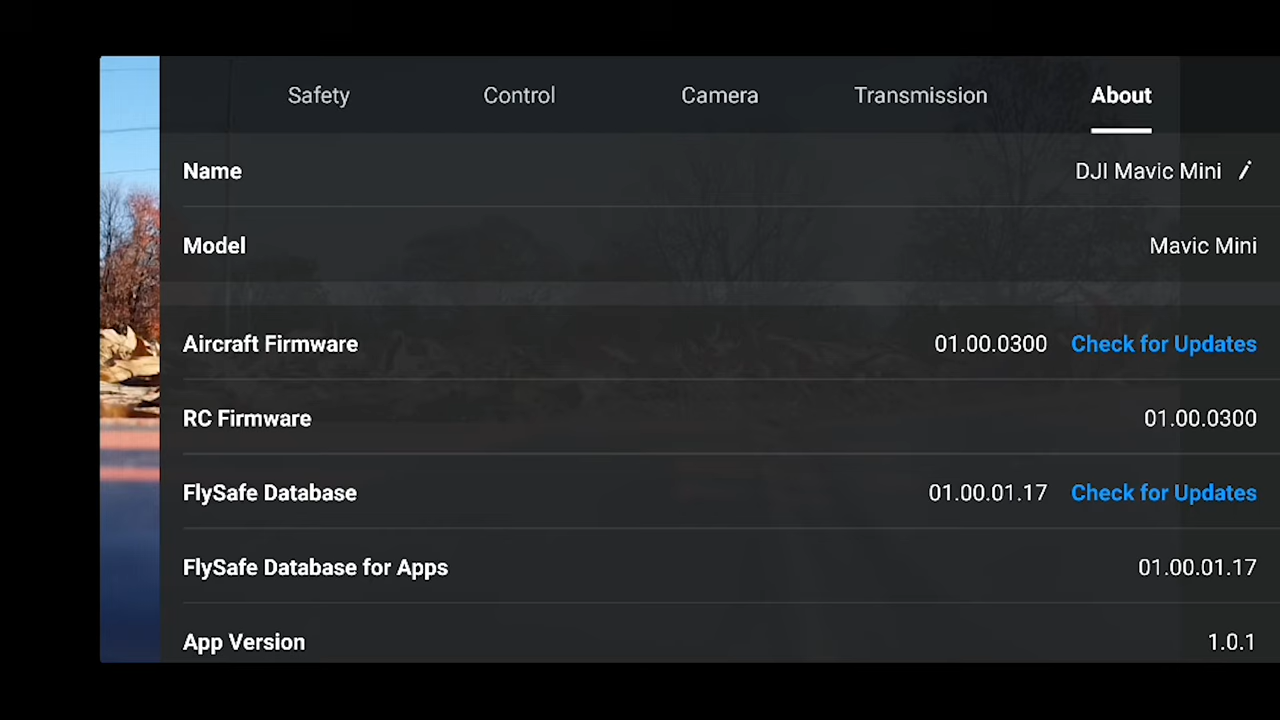 Safety Control Camera Transmission About
Name DJI Mavic Mini
Model Mavic Mini
Aircraft Firmware 01.00.0300 Check for Updates
RC Firmware 01.00.0300
FlySafe Database 01.00.01.17 Check for Updates
FlySafe Database for Apps 01.00.01.17
App Version 1.0.1